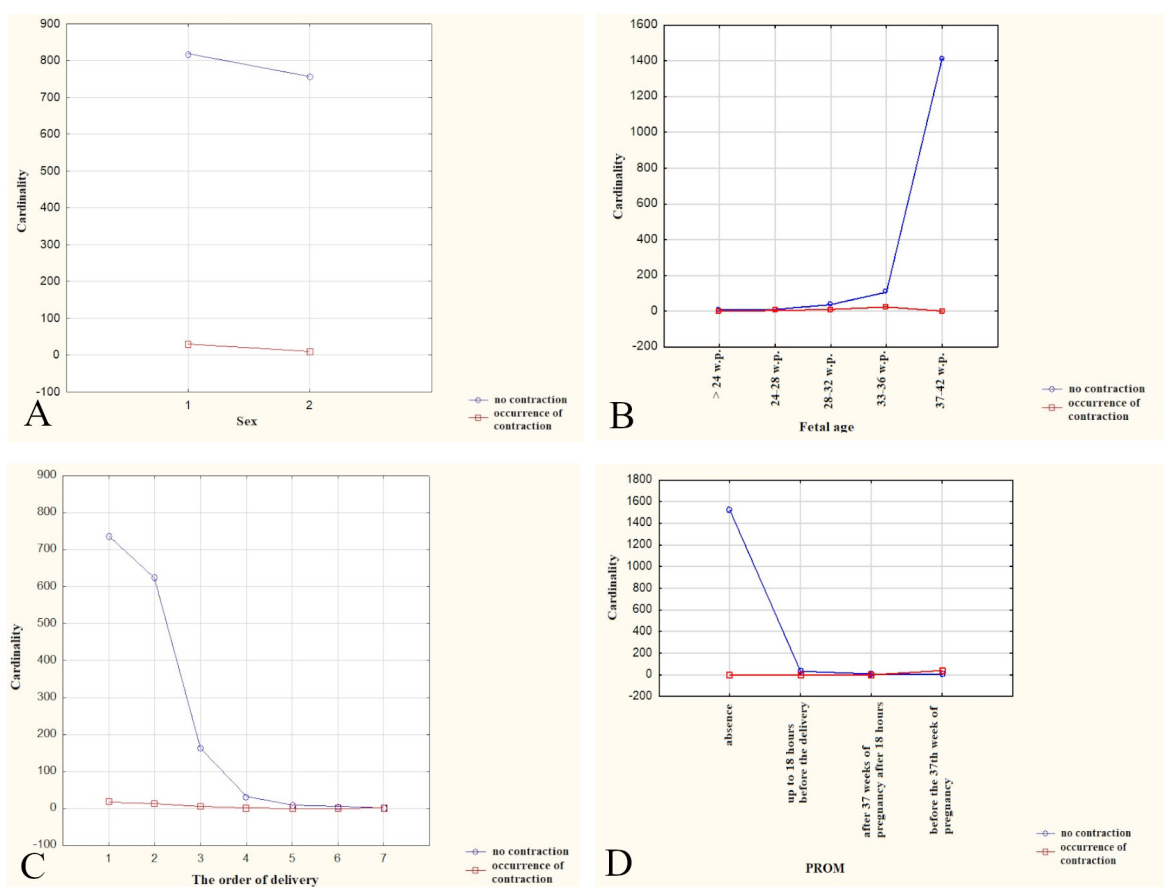 900
800
700
600
500
400
300
200
100
0
-100
Cardinality
1
2
Sex
A
no contraction
occurrence of
contraction
1600
1400
1200
1000
800
600
400
200
0
-200
Cardinality
> 24 w.p.
24-28 w.p.
28-32 w.p.
33-36 w.p.
37-42 w.p.
Fetal age
B
no contraction
occurrence of
contraction
900
800
700
600
500
400
300
200
100
0
-100
Cardinality
1 2 3 4 5 6 7
The order of delivery
C
no contraction
occurrence of
contraction
1800
1600
1400
1200
1000
800
600
400
200
0
-200
Cardinality
absence
up to 18 hours
before the delivery
after 37 weeks of
pregnancy after 18 hours
before the 37th week of
pregnancy
PROM
D
no contraction
occurrence of
contraction